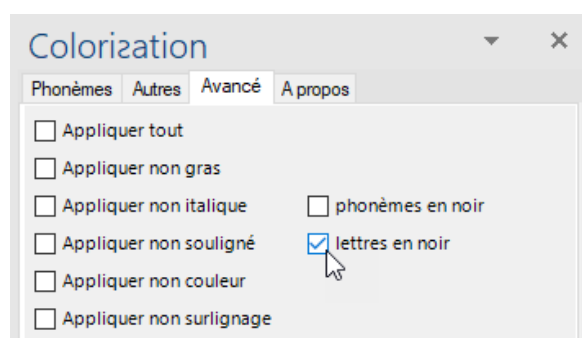 Coloriƨation
Phonèmes Autres Avancé A propos
Appliquer tout
Appliquer non gras
Appliquer non italique phonèmes en noir
Appliquer non souligné lettres en noir
Appliquer non couleur
Appliquer non surlignage